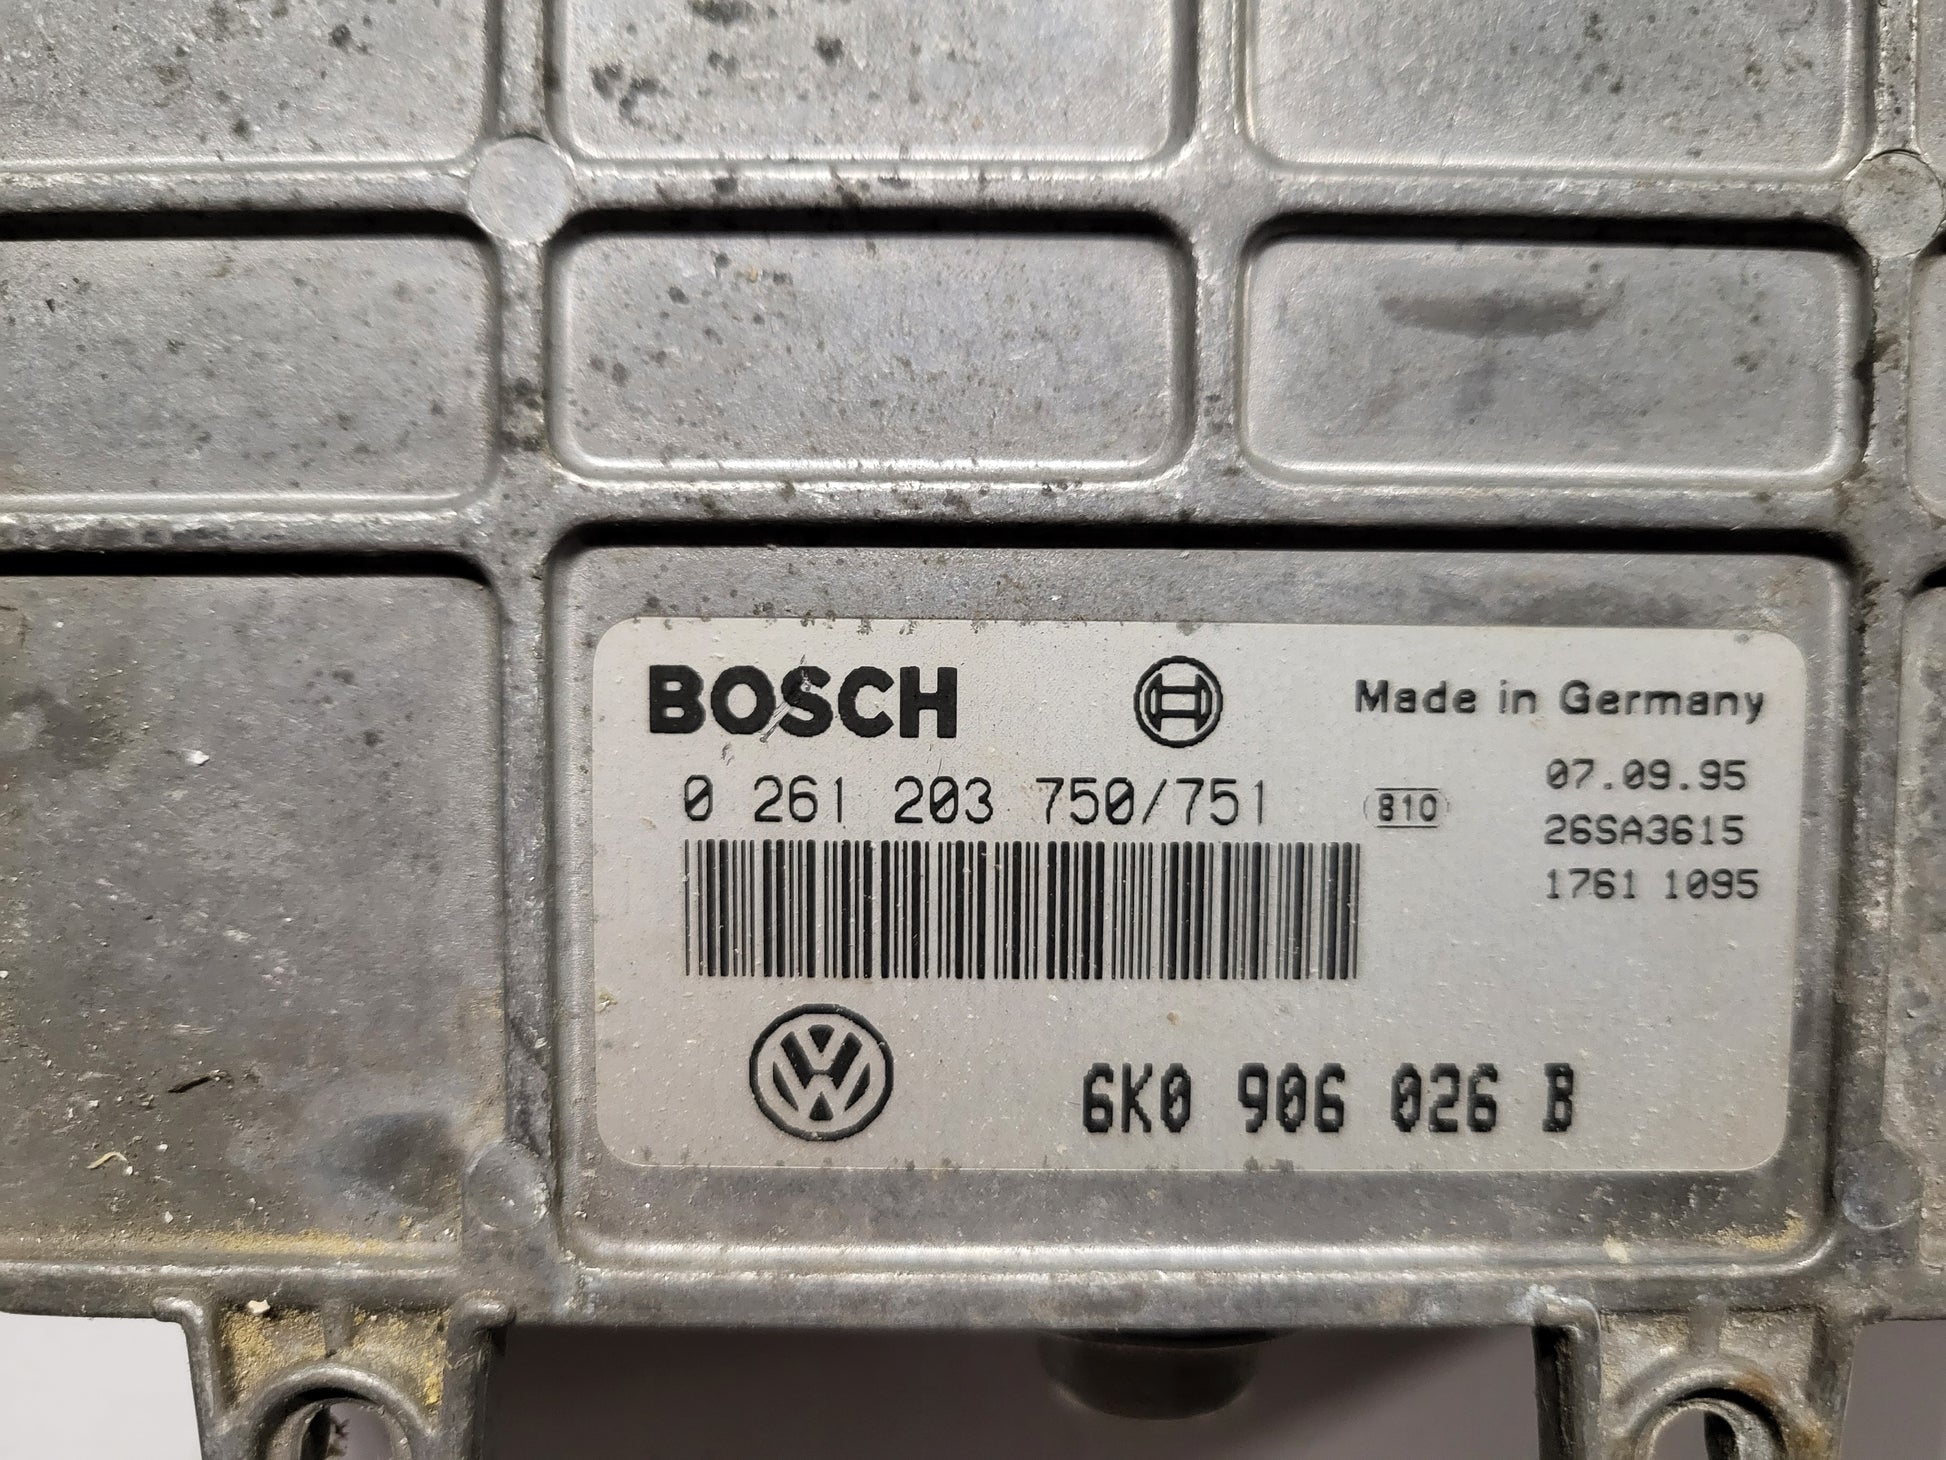 BOSCH
Made in Germany
0 261 203 750/751
810
07.09.95
26SA3615
1761 1095
VW
6K0 906 026 B